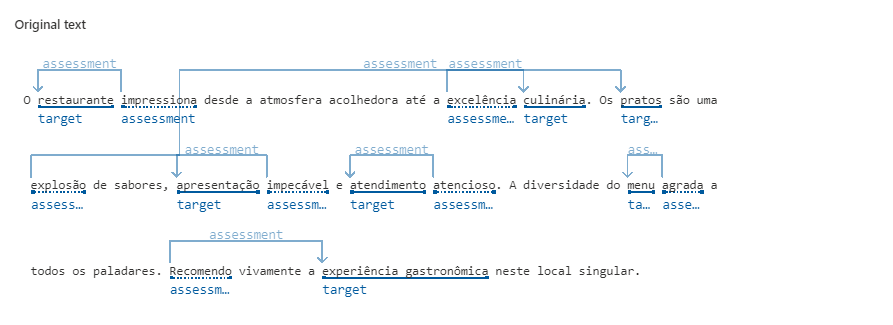 Original text
assessment assessment assessment
O restaurante impressiona desde a atmosfera acolhedora até a excelência culinária. Os pratos são uma
target assessment assessme… target targ…
assessment assessment ass…
explosão de sabores, apresentação impecável e atendimento atencioso. A diversidade do menu agrada a
assess… target assessm… target assessm… ta… asse…
assessment
todos os paladares. Recomendo vivamente a experiência gastronômica neste local singular.
assessm… target